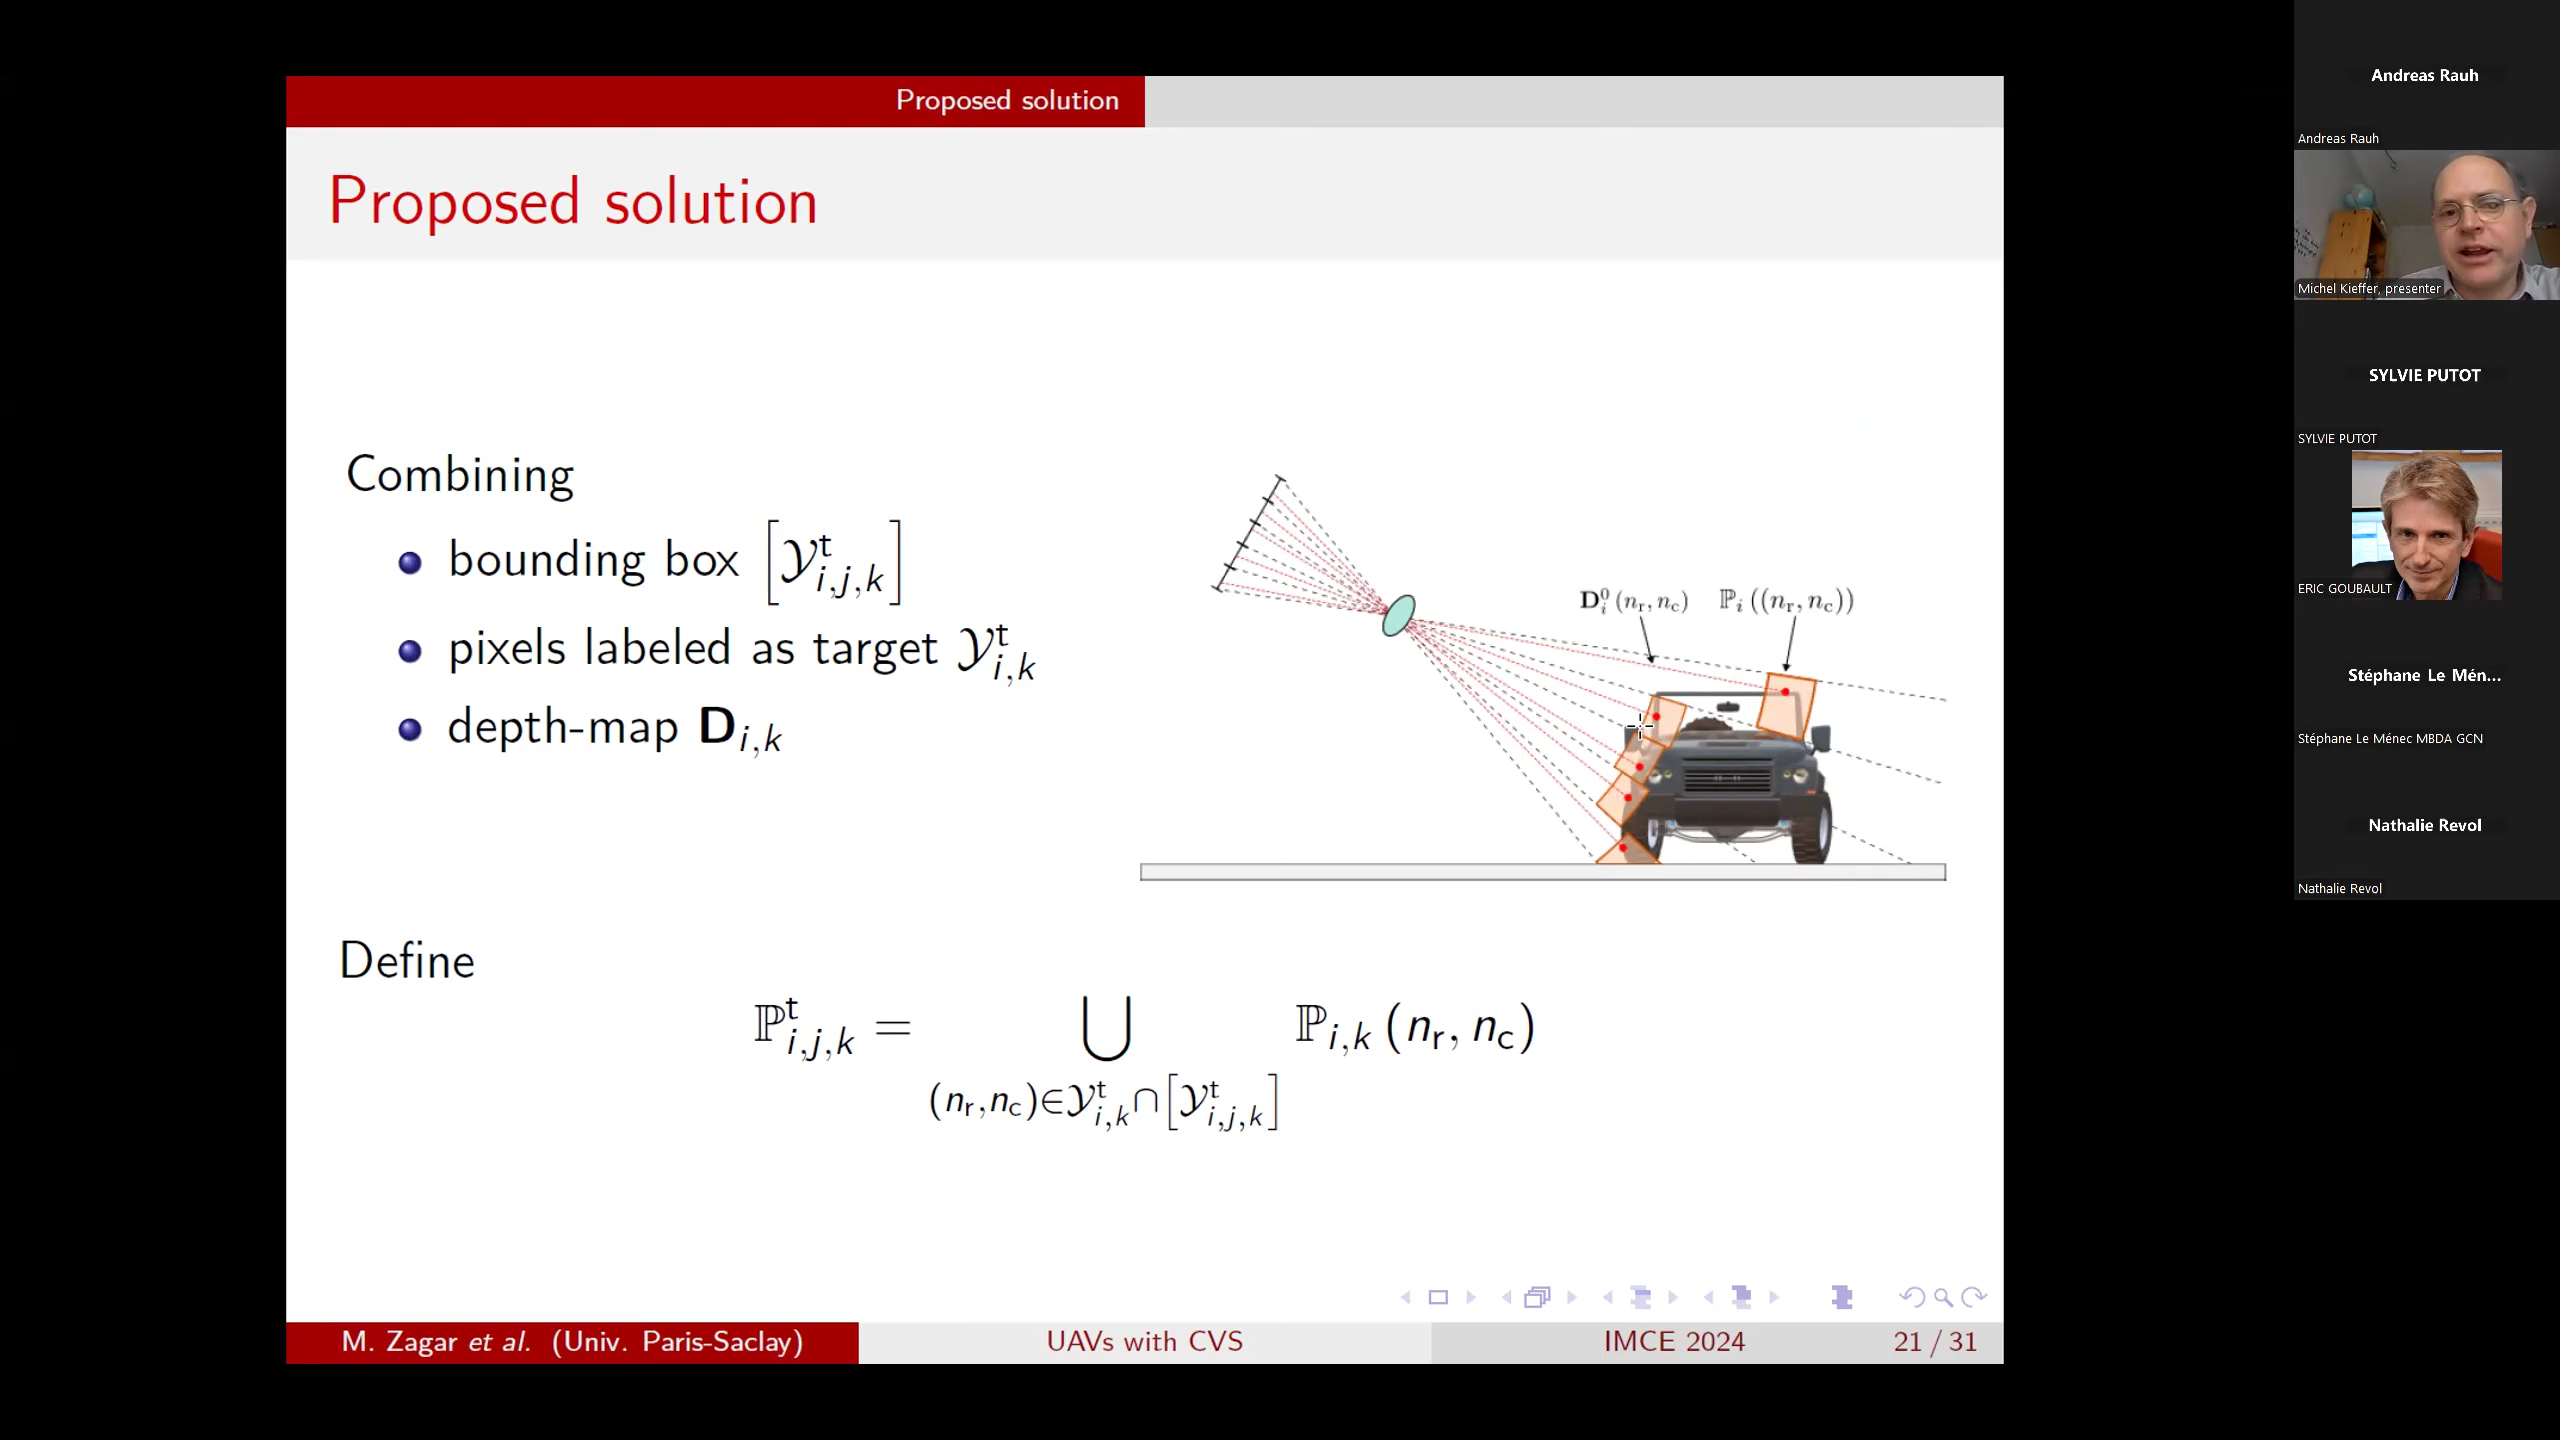 Proposed solution
Proposed solution
Combining
bounding box [𝒴ᵗ_{i,j,k}]
pixels labeled as target 𝒴ᵗ_{i,k}
depth-map 𝐃_{i,k}
𝐃⁰_i (n_r, n_c) ℙ_i ((n_r, n_c))
Define
ℙᵗ_{i,j,k} = ⋃_{(n_r,n_c)∈𝒴ᵗ_{i,k}∩[𝒴ᵗ_{i,j,k}]} ℙ_{i,k} (n_r, n_c)
M. Zagar et al. (Univ. Paris-Saclay) UAVs with CVS IMCE 2024 21 / 31
Andreas Rauh
Andreas Rauh
Michel Kieffer, presenter
SYLVIE PUTOT
SYLVIE PUTOT
ERIC GOUBAULT
Stéphane Le Mén...
Stéphane Le Ménec MBDA GCN
Nathalie Revol
Nathalie Revol